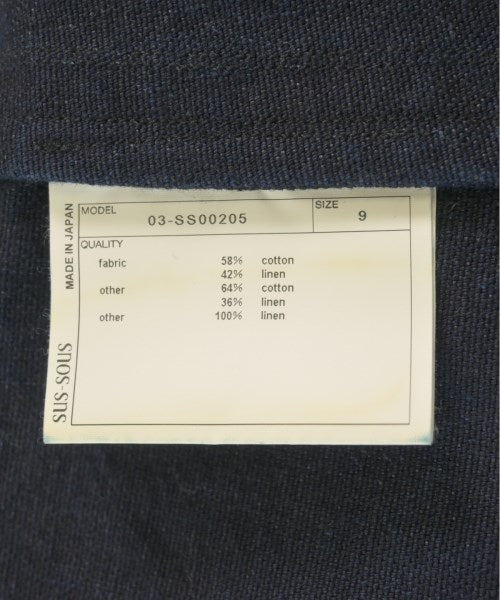 MODEL 03-SS00205 SIZE 9
QUALITY
fabric 58% cotton
42% linen
other 64% cotton
36% linen
other 100% linen
MADE IN JAPAN
sus-sous